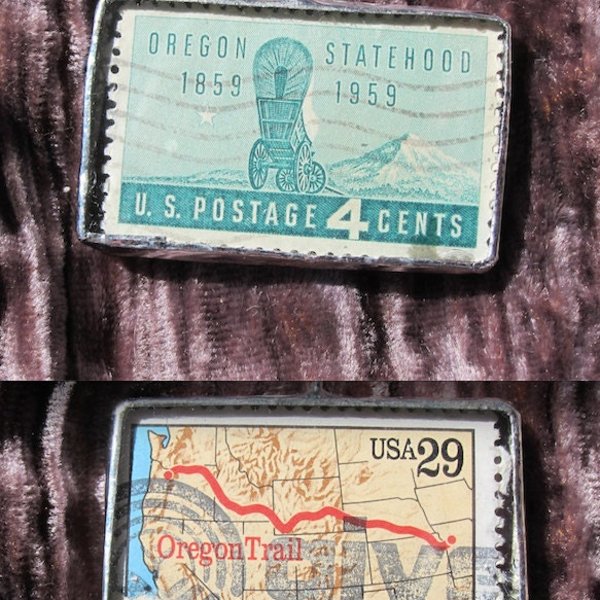 OREGON STATEHOOD
1859 1959
U.S. POSTAGE 4 CENTS
USA29
Oregon Trail